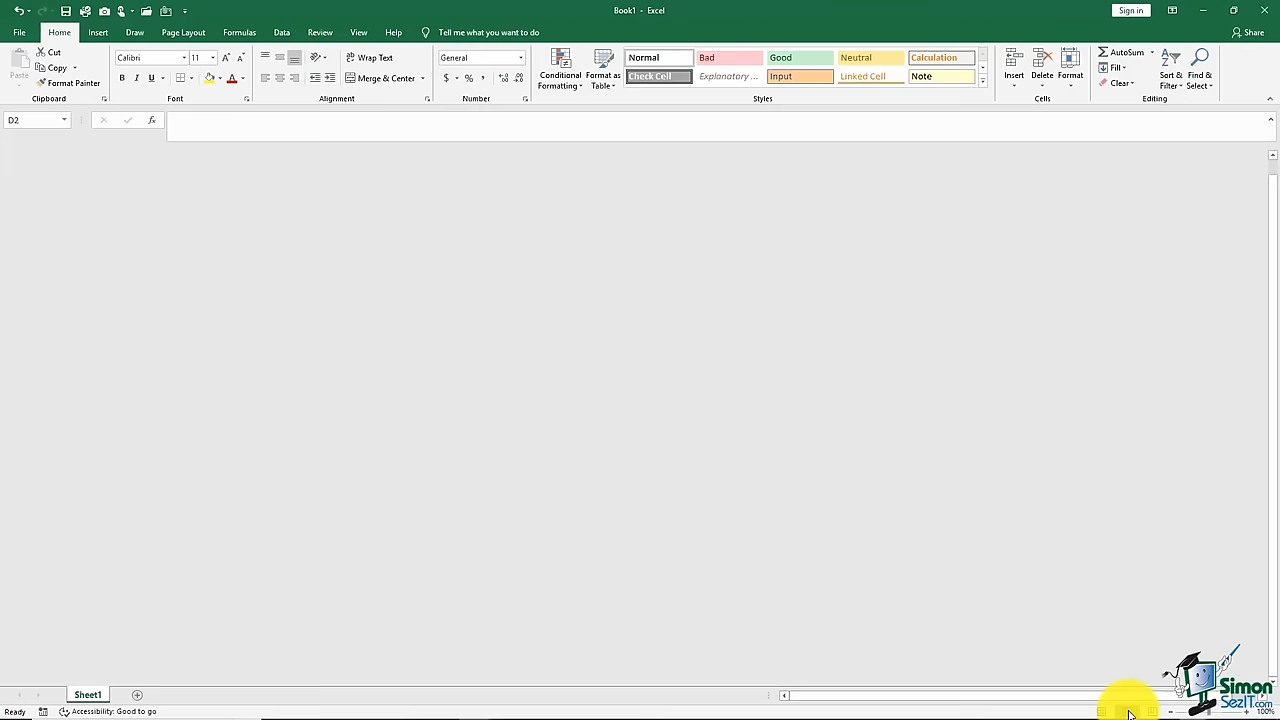 Book1 - Excel
Sign in
File Home Insert Draw Page Layout Formulas Data Review View Help Tell me what you want to do
Share
Paste
Cut
Copy
Format Painter
Clipboard
Calibri 11
B I U
Font
Wrap Text
Merge & Center
Alignment
General
$ % ,
Number
Conditional
Formatting
Format as
Table
Normal Bad Good Neutral Calculation
Check Cell Explanatory ... Input Linked Cell Note
Styles
Insert Delete Format
Cells
AutoSum
Fill
Clear
Sort &
Filter
Find &
Select
Editing
D2
fx
Sheet1
Ready
Accessibility: Good to go
100%
Simon
SezIT.com